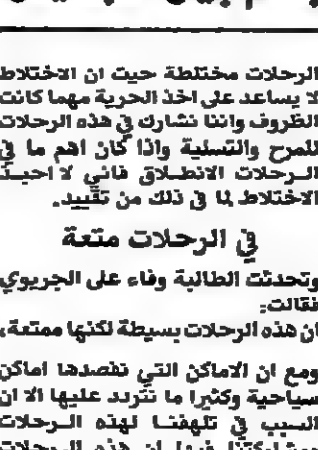 الرحلات مختلطة حيث ان الاختلاط
لا يساعد على اخذ الحرية مهما كانت
الظروف واننا نشارك في هذه الرحلات
للمرح والتسلية واذا كان اهم ما في
الرحلات الانطلاق فاني لا احبذ
الاختلاط لما في ذلك من تقييد.
في الرحلات متعة
وتحدثت الطالبة وفاء على الجريوي
فقالت:
ان هذه الرحلات بسيطة لكنها ممتعة،
ومع ان الاماكن التي نقصدها اماكن
سياحية وكثيرا ما نتردد عليها الا ان
السبب في تلهفنا لهذه الرحلات